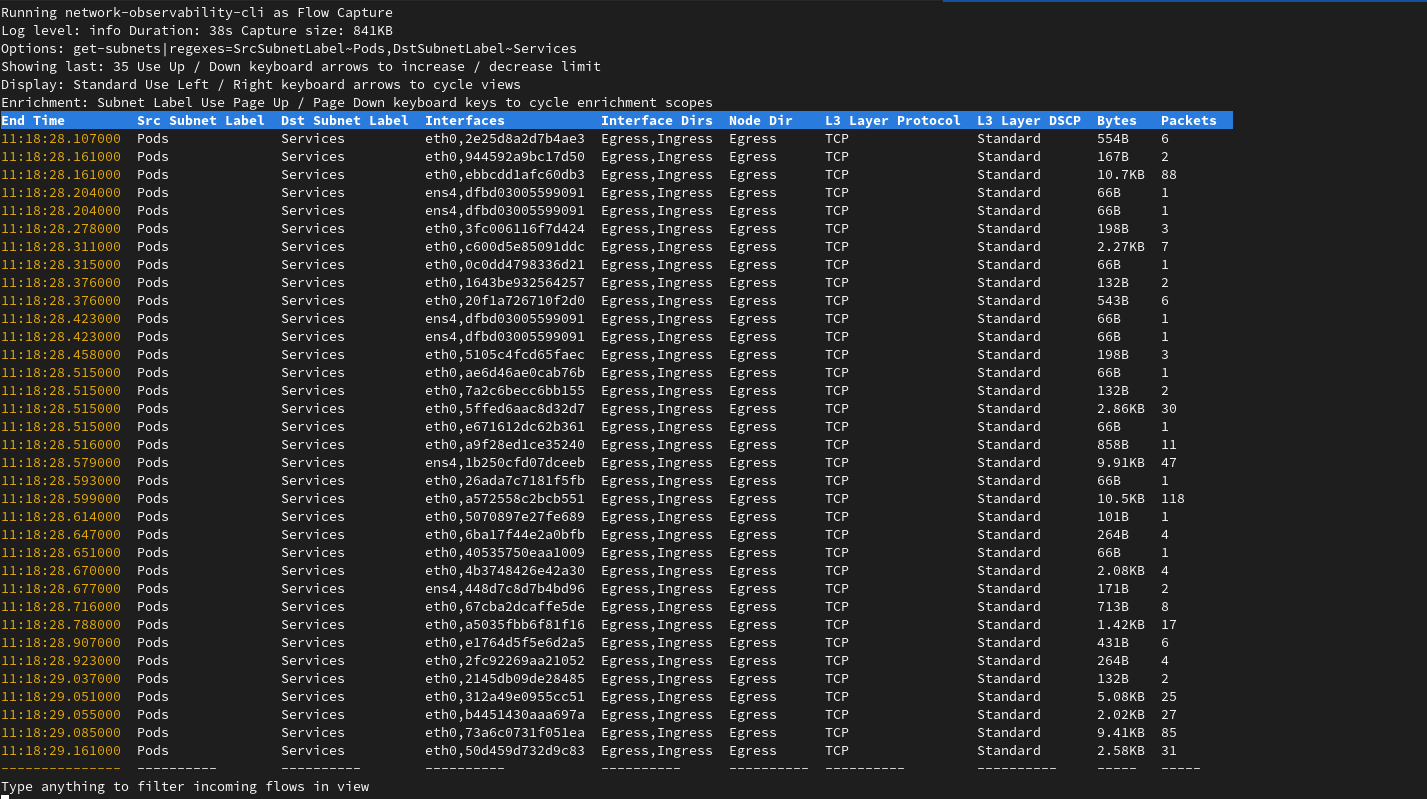 Running network-observability-cli as Flow Capture
Log level: info Duration: 38s Capture size: 841KB
Options: get-subnets|regexes=SrcSubnetLabel~Pods,DstSubnetLabel~Services
Showing last: 35 Use Up / Down keyboard arrows to increase / decrease limit
Display: Standard Use Left / Right keyboard arrows to cycle views
Enrichment: Subnet Label Use Page Up / Page Down keyboard keys to cycle enrichment scopes
End Time Src Subnet Label Dst Subnet Label Interfaces Interface Dirs Node Dir L3 Layer Protocol L3 Layer DSCP Bytes Packets
11:18:28.107000 Pods Services eth0,2e25d8a2d7b4ae3 Egress,Ingress Egress TCP Standard 554B 6
11:18:28.161000 Pods Services eth0,944592a9bc17d50 Egress,Ingress Egress TCP Standard 167B 2
11:18:28.161000 Pods Services eth0,ebbcdd1afc60db3 Egress,Ingress Egress TCP Standard 10.7KB 88
11:18:28.204000 Pods Services ens4,dfbd03005599091 Egress,Ingress Egress TCP Standard 66B 1
11:18:28.204000 Pods Services ens4,dfbd03005599091 Egress,Ingress Egress TCP Standard 66B 1
11:18:28.278000 Pods Services eth0,3fc006116f7d424 Egress,Ingress Egress TCP Standard 198B 3
11:18:28.311000 Pods Services eth0,c600d5e85091ddc Egress,Ingress Egress TCP Standard 2.27KB 7
11:18:28.315000 Pods Services eth0,0c0dd4798336d21 Egress,Ingress Egress TCP Standard 66B 1
11:18:28.376000 Pods Services eth0,1643be932564257 Egress,Ingress Egress TCP Standard 132B 2
11:18:28.376000 Pods Services eth0,20f1a726710f2d0 Egress,Ingress Egress TCP Standard 543B 6
11:18:28.423000 Pods Services ens4,dfbd03005599091 Egress,Ingress Egress TCP Standard 66B 1
11:18:28.423000 Pods Services ens4,dfbd03005599091 Egress,Ingress Egress TCP Standard 66B 1
11:18:28.458000 Pods Services eth0,5105c4fcd65faec Egress,Ingress Egress TCP Standard 198B 3
11:18:28.515000 Pods Services eth0,ae6d46ae0cab76b Egress,Ingress Egress TCP Standard 66B 1
11:18:28.515000 Pods Services eth0,7a2c6becc6bb155 Egress,Ingress Egress TCP Standard 132B 2
11:18:28.515000 Pods Services eth0,5ffed6aac8d32d7 Egress,Ingress Egress TCP Standard 2.86KB 30
11:18:28.515000 Pods Services eth0,e671612dc62b361 Egress,Ingress Egress TCP Standard 66B 1
11:18:28.516000 Pods Services eth0,a9f28ed1ce35240 Egress,Ingress Egress TCP Standard 858B 11
11:18:28.579000 Pods Services ens4,1b250cfd07dceeb Egress,Ingress Egress TCP Standard 9.91KB 47
11:18:28.593000 Pods Services eth0,26ada7c7181f5fb Egress,Ingress Egress TCP Standard 66B 1
11:18:28.599000 Pods Services eth0,a572558c2bcb551 Egress,Ingress Egress TCP Standard 10.5KB 118
11:18:28.614000 Pods Services eth0,5070897e27fe689 Egress,Ingress Egress TCP Standard 101B 1
11:18:28.647000 Pods Services eth0,6ba17f44e2a0bfb Egress,Ingress Egress TCP Standard 264B 4
11:18:28.651000 Pods Services eth0,40535750eaa1009 Egress,Ingress Egress TCP Standard 66B 1
11:18:28.670000 Pods Services eth0,4b3748426e42a30 Egress,Ingress Egress TCP Standard 2.08KB 4
11:18:28.677000 Pods Services ens4,448d7c8d7b4bd96 Egress,Ingress Egress TCP Standard 171B 2
11:18:28.716000 Pods Services eth0,67cba2dcaffe5de Egress,Ingress Egress TCP Standard 713B 8
11:18:28.788000 Pods Services eth0,a5035fbb6f81f16 Egress,Ingress Egress TCP Standard 1.42KB 17
11:18:28.907000 Pods Services eth0,e1764d5f5e6d2a5 Egress,Ingress Egress TCP Standard 431B 6
11:18:28.923000 Pods Services eth0,2fc92269aa21052 Egress,Ingress Egress TCP Standard 264B 4
11:18:29.037000 Pods Services eth0,2145db09de28485 Egress,Ingress Egress TCP Standard 132B 2
11:18:29.051000 Pods Services eth0,312a49e0955cc51 Egress,Ingress Egress TCP Standard 5.08KB 25
11:18:29.055000 Pods Services eth0,b4451430aaa697a Egress,Ingress Egress TCP Standard 2.02KB 27
11:18:29.085000 Pods Services eth0,73a6c0731f051ea Egress,Ingress Egress TCP Standard 9.41KB 85
11:18:29.161000 Pods Services eth0,50d459d732d9c83 Egress,Ingress Egress TCP Standard 2.58KB 31
--------------- ---------- ---------- ---------- ---------- ---------- ---------- ---------- ----- -----
Type anything to filter incoming flows in view